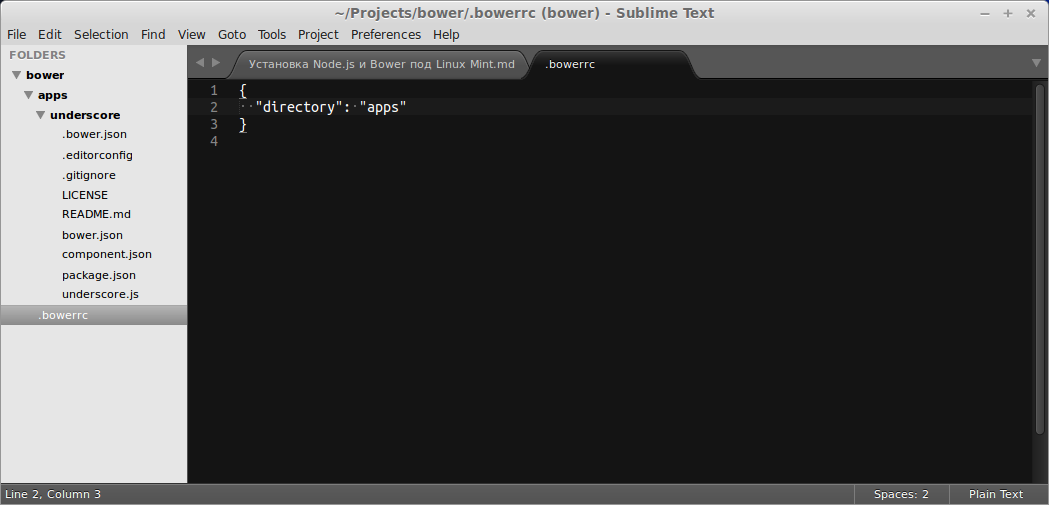 ~/Projects/bower/.bowerrc (bower) - Sublime Text
File Edit Selection Find View Goto Tools Project Preferences Help
FOLDERS
bower
apps
underscore
.bower.json
.editorconfig
.gitignore
LICENSE
README.md
bower.json
component.json
package.json
underscore.js
.bowerrc
Установка Node.js и Bower под Linux Mint.md
.bowerrc
1 {
2   "directory": "apps"
3 }
4
Line 2, Column 3
Spaces: 2
Plain Text